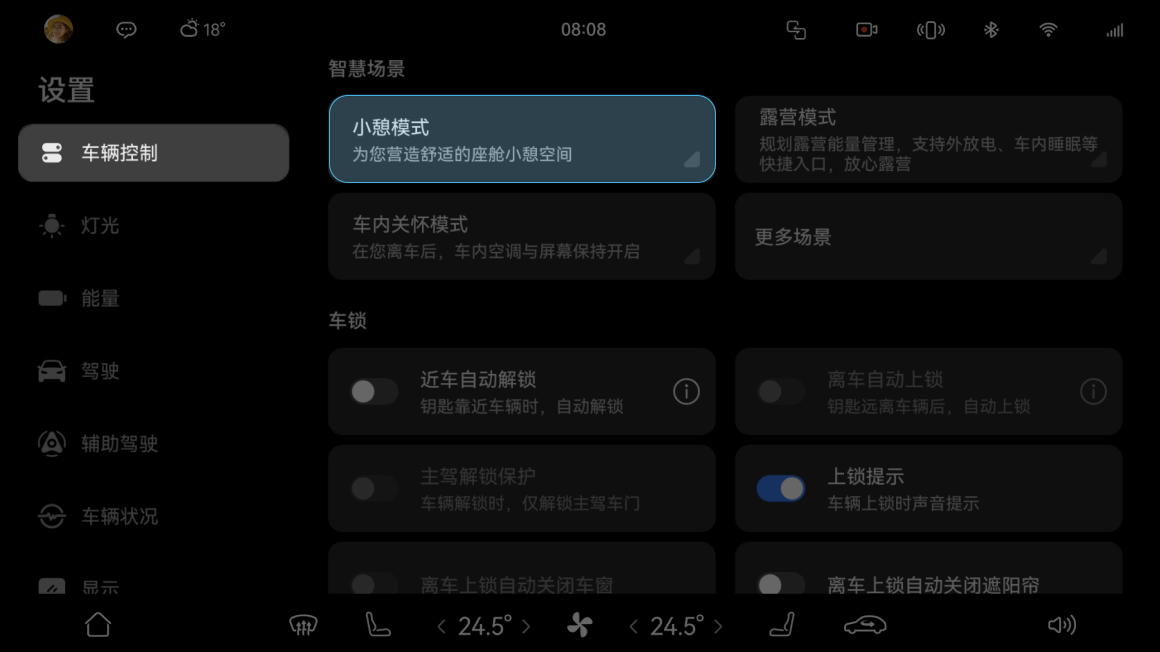 18°
08:08
设置
车辆控制
灯光
能量
驾驶
辅助驾驶
车辆状况
显示
智慧场景
小憩模式
为您营造舒适的座舱小憩空间
露营模式
规划露营能量管理，支持外放电、车内睡眠等
快捷入口，放心露营
车内关怀模式
在您离车后，车内空调与屏幕保持开启
更多场景
车锁
近车自动解锁
钥匙靠近车辆时，自动解锁
离车自动上锁
钥匙远离车辆后，自动上锁
主驾解锁保护
车辆解锁时，仅解锁主驾车门
上锁提示
车辆上锁时声音提示
离车上锁自动关闭车窗
离车上锁自动关闭遮阳帘
24.5°
24.5°